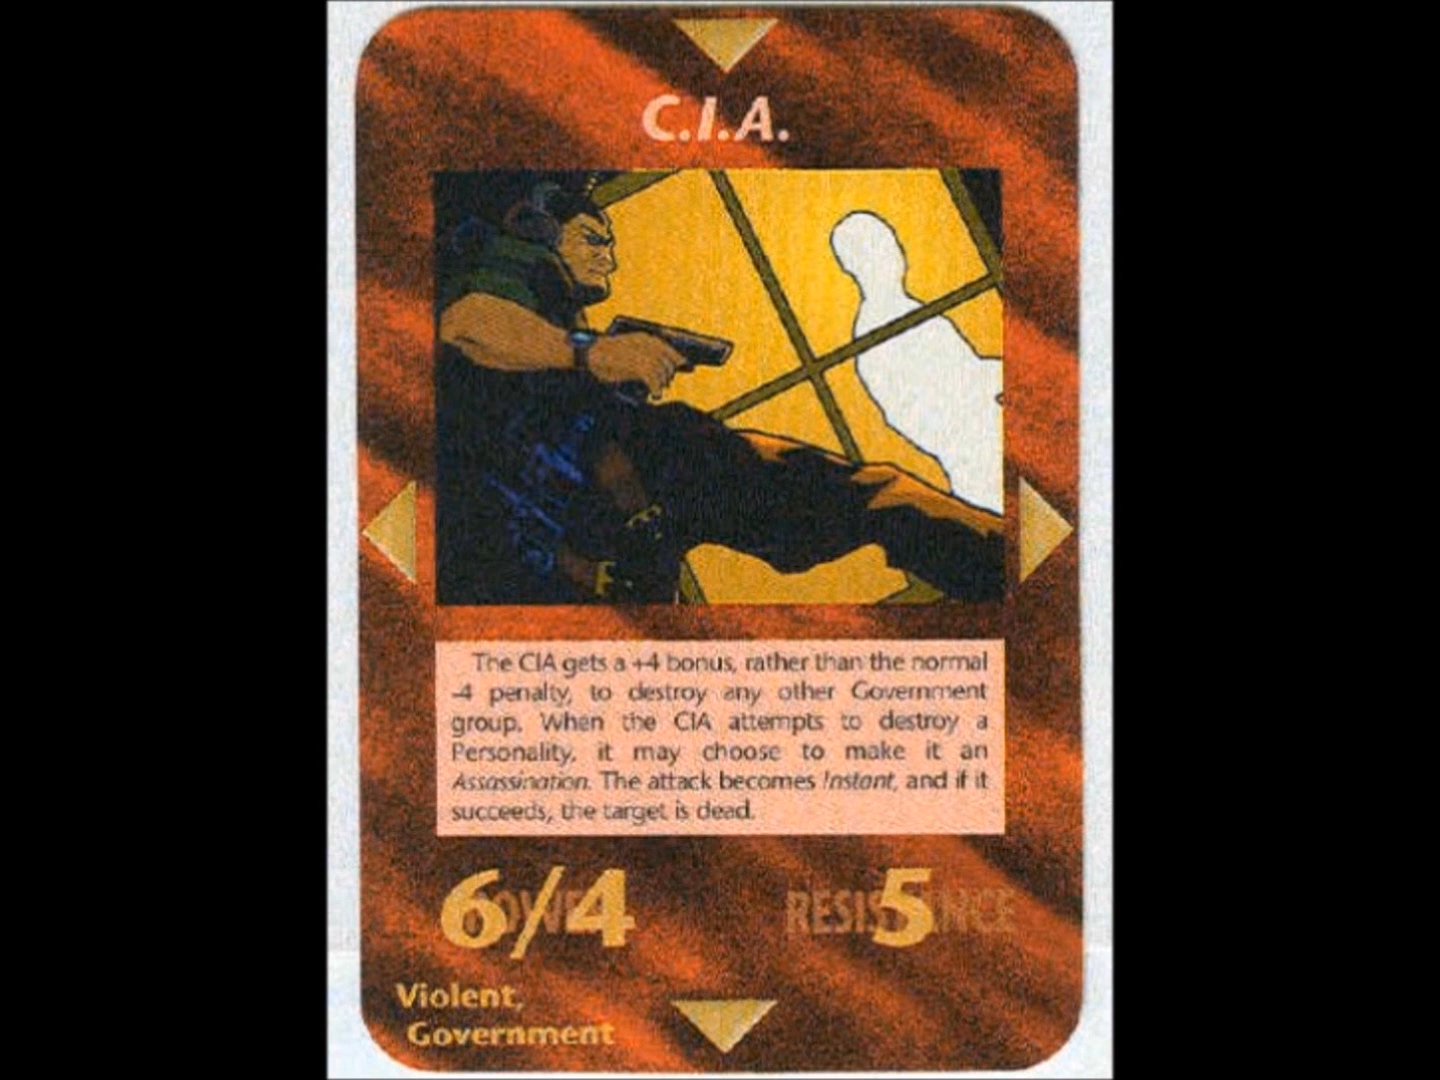 C.I.A.
The CIA gets a +4 bonus, rather than the normal
-4 penalty, to destroy any other Government
group. When the CIA attempts to destroy a
Personality, it may choose to make it an
Assassination. The attack becomes Instant, and if it
succeeds, the target is dead.
POWER 6/4
RESISTANCE 5
Violent,
Government